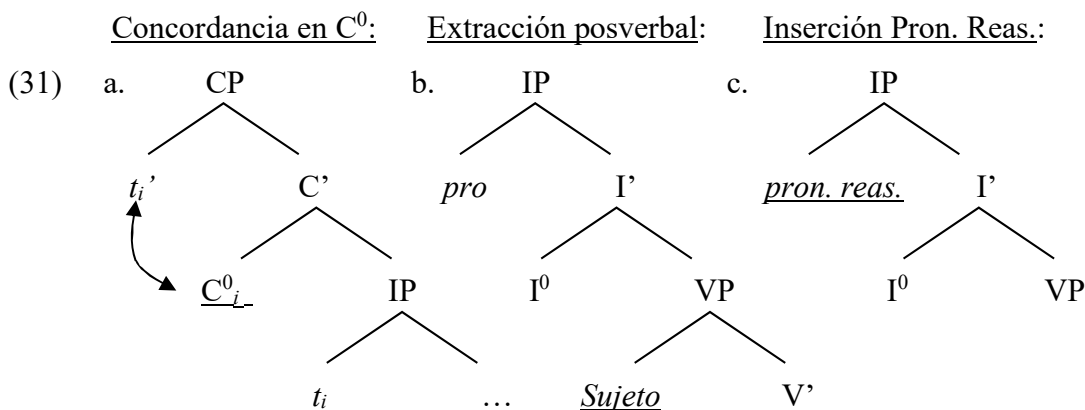 Concordancia en C⁰: Extracción posverbal: Inserción Pron. Reas.:
(31) a. CP b. IP c. IP
tᵢ’ C’ pro I’ pron. reas. I’
C⁰ᵢ IP I⁰ VP I⁰ VP
tᵢ … Sujeto V’